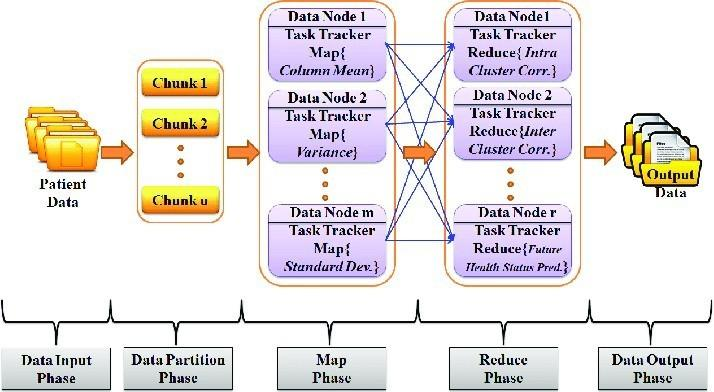 Patient
Data
Chunk 1
Chunk 2
Chunk u
Data Node 1
Task Tracker
Map{
Column Mean}
Data Node 2
Task Tracker
Map{
Variance}
Data Node m
Task Tracker
Map{
Standard Dev.}
Data Node1
Task Tracker
Reduce{ Intra
Cluster Corr.}
Data Node 2
Task Tracker
Reduce{Inter
Cluster Corr.}
Data Node r
Task Tracker
Reduce{Future
Health Status Pred.}
Output
Data
Data Input
Phase
Data Partition
Phase
Map
Phase
Reduce
Phase
Data Output
Phase